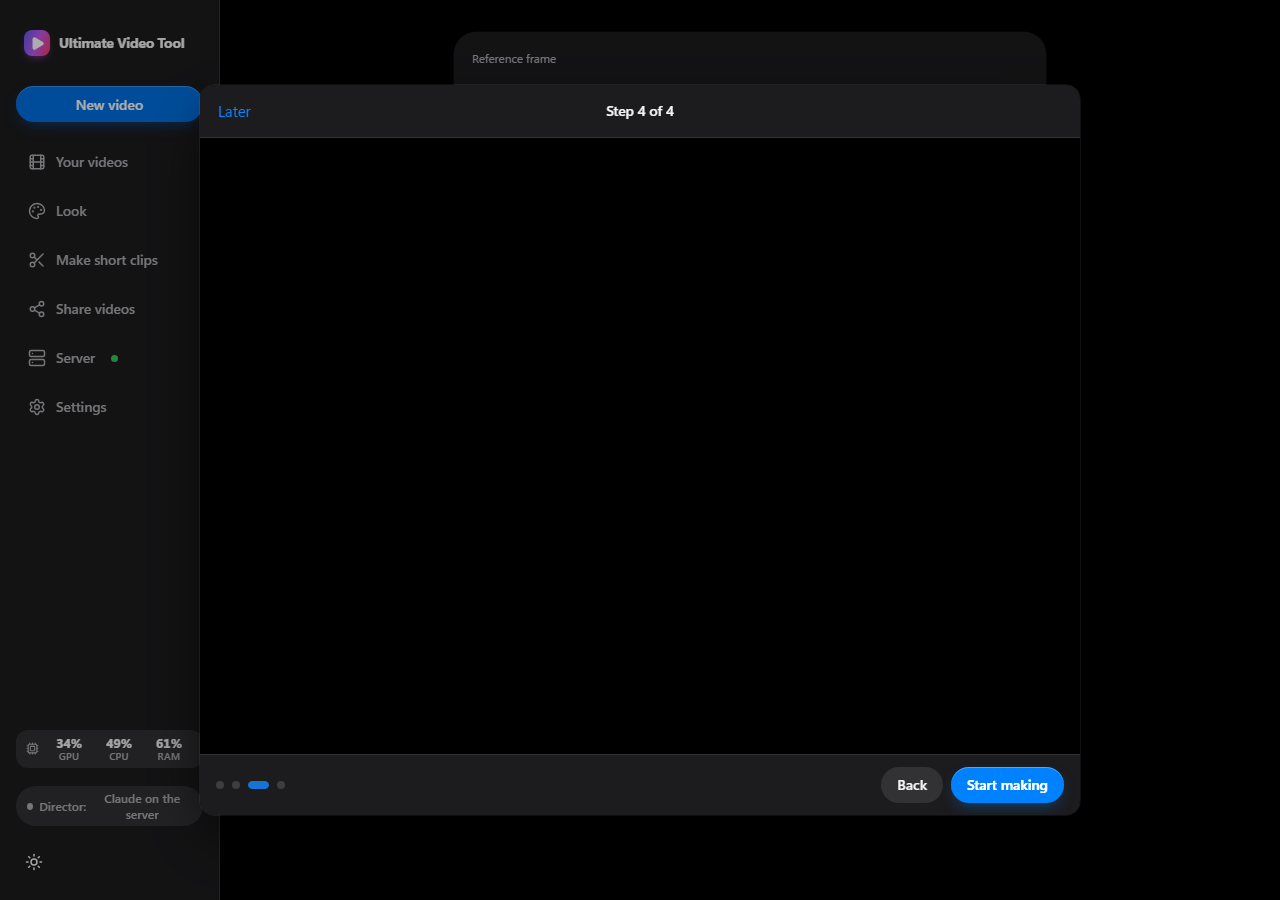 Ultimate Video Tool
Reference frame
New video
Later
Step 4 of 4
Your videos
Look
Make short clips
Share videos
Server
Settings
34% 49% 61%
GPU CPU RAM
Director: Claude on the
server
Back
Start making